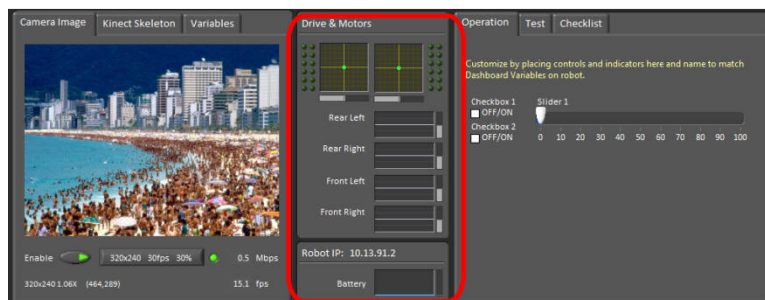 Camera Image Kinect Skeleton Variables
Enable 320x240 30fps 30% 0.5 Mbps
320x240 1.06X (464,289) 15.1 fps
Drive & Motors
Rear Left
Rear Right
Front Left
Front Right
Robot IP: 10.13.91.2
Battery
Operation Test Checklist
Customize by placing controls and indicators here and name to match
Dashboard Variables on robot.
Checkbox 1 Slider 1
OFF/ON
Checkbox 2
OFF/ON 0 10 20 30 40 50 60 70 80 90 100